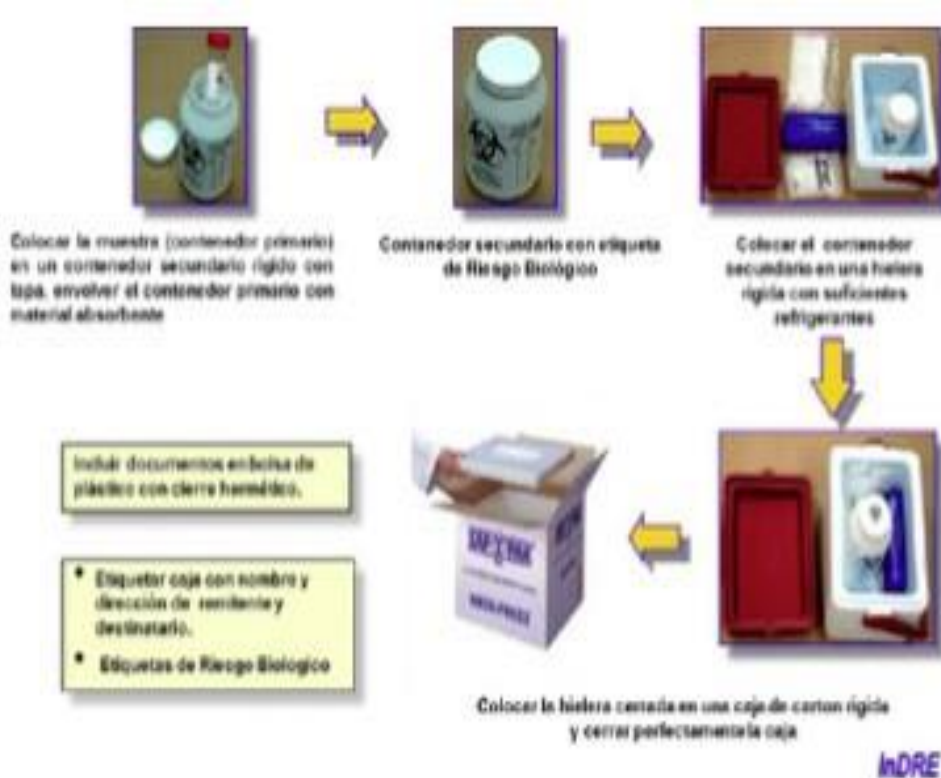 Colocar la muestra (contenedor primario)
en un contenedor secundario rígido con
tapa, envolver el contenedor primario con
material absorbente
Contenedor secundario con etiqueta
de Riesgo Biológico
Colocar el contenedor
secundario en una hielera
rígida con suficientes
refrigerantes
Incluir documentos en bolsa de
plástico con cierre hermético.
• Etiquetar caja con nombre y
dirección de remitente y
destinatario.
• Etiquetas de Riesgo Biologico
Colocar la hielera cerrada en una caja de carton rígida
y cerrar perfectamente la caja
InDRE